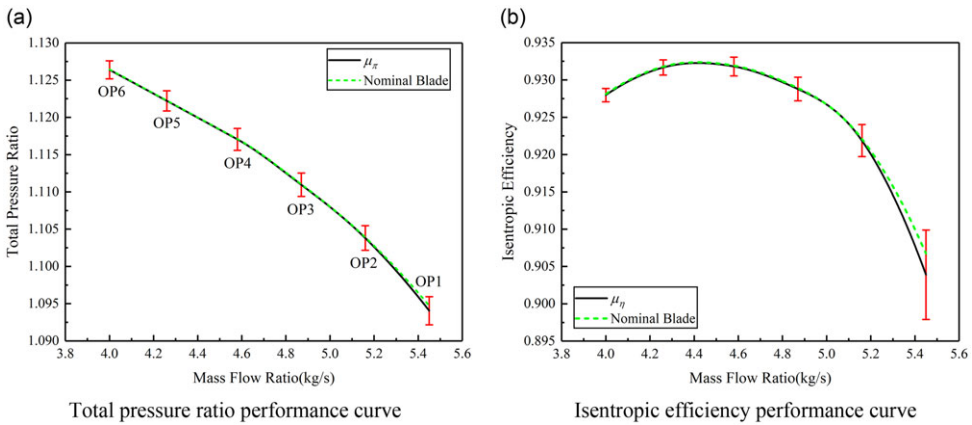 (a)
1.130
1.125
1.120
1.115
1.110
1.105
1.100
1.095
1.090
Total Pressure Ratio
μπ
Nominal Blade
OP6
OP5
OP4
OP3
OP2
OP1
3.8 4.0 4.2 4.4 4.6 4.8 5.0 5.2 5.4 5.6
Mass Flow Ratio(kg/s)
Total pressure ratio performance curve
(b)
0.935
0.930
0.925
0.920
0.915
0.910
0.905
0.900
0.895
Isentropic Efficiency
μη
Nominal Blade
3.8 4.0 4.2 4.4 4.6 4.8 5.0 5.2 5.4 5.6
Mass Flow Ratio(kg/s)
Isentropic efficiency performance curve